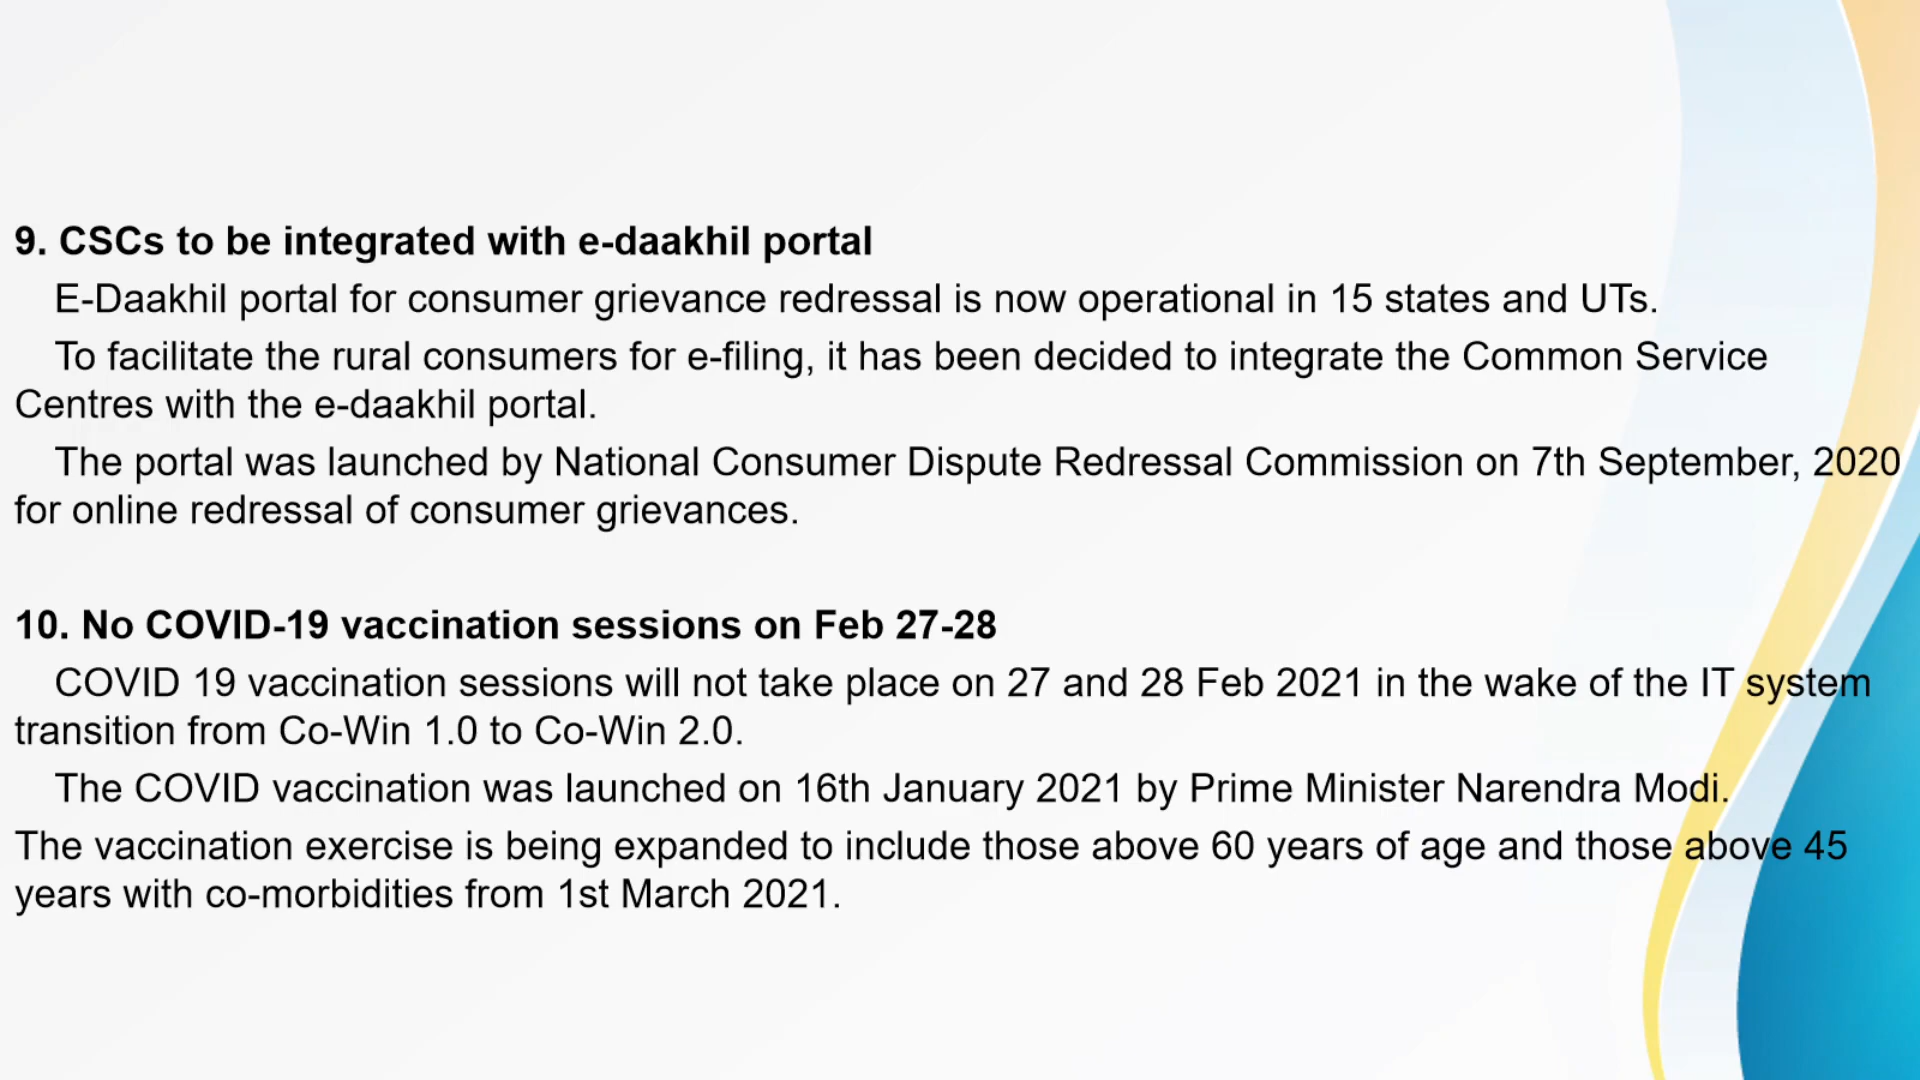 9. CSCs to be integrated with e-daakhil portal
E-Daakhil portal for consumer grievance redressal is now operational in 15 states and UTs.
To facilitate the rural consumers for e-filing, it has been decided to integrate the Common Service
Centres with the e-daakhil portal.
The portal was launched by National Consumer Dispute Redressal Commission on 7th September, 2020
for online redressal of consumer grievances.
10. No COVID-19 vaccination sessions on Feb 27-28
COVID 19 vaccination sessions will not take place on 27 and 28 Feb 2021 in the wake of the IT system
transition from Co-Win 1.0 to Co-Win 2.0.
The COVID vaccination was launched on 16th January 2021 by Prime Minister Narendra Modi.
The vaccination exercise is being expanded to include those above 60 years of age and those above 45
years with co-morbidities from 1st March 2021.